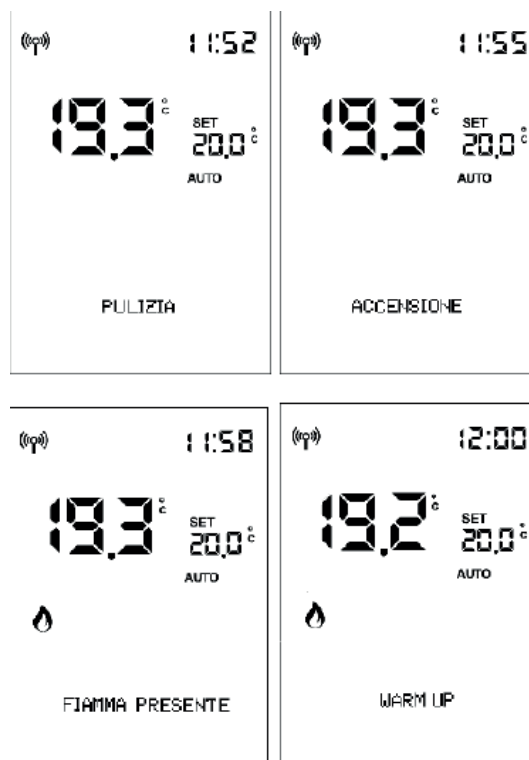 11:52
19.3 °C
SET
20.0 °C
AUTO
PULIZIA
11:55
19.3 °C
SET
20.0 °C
AUTO
ACCENSIONE
11:58
19.3 °C
SET
20.0 °C
AUTO
FIAMMA PRESENTE
12:00
19.2 °C
SET
20.0 °C
AUTO
WARM UP